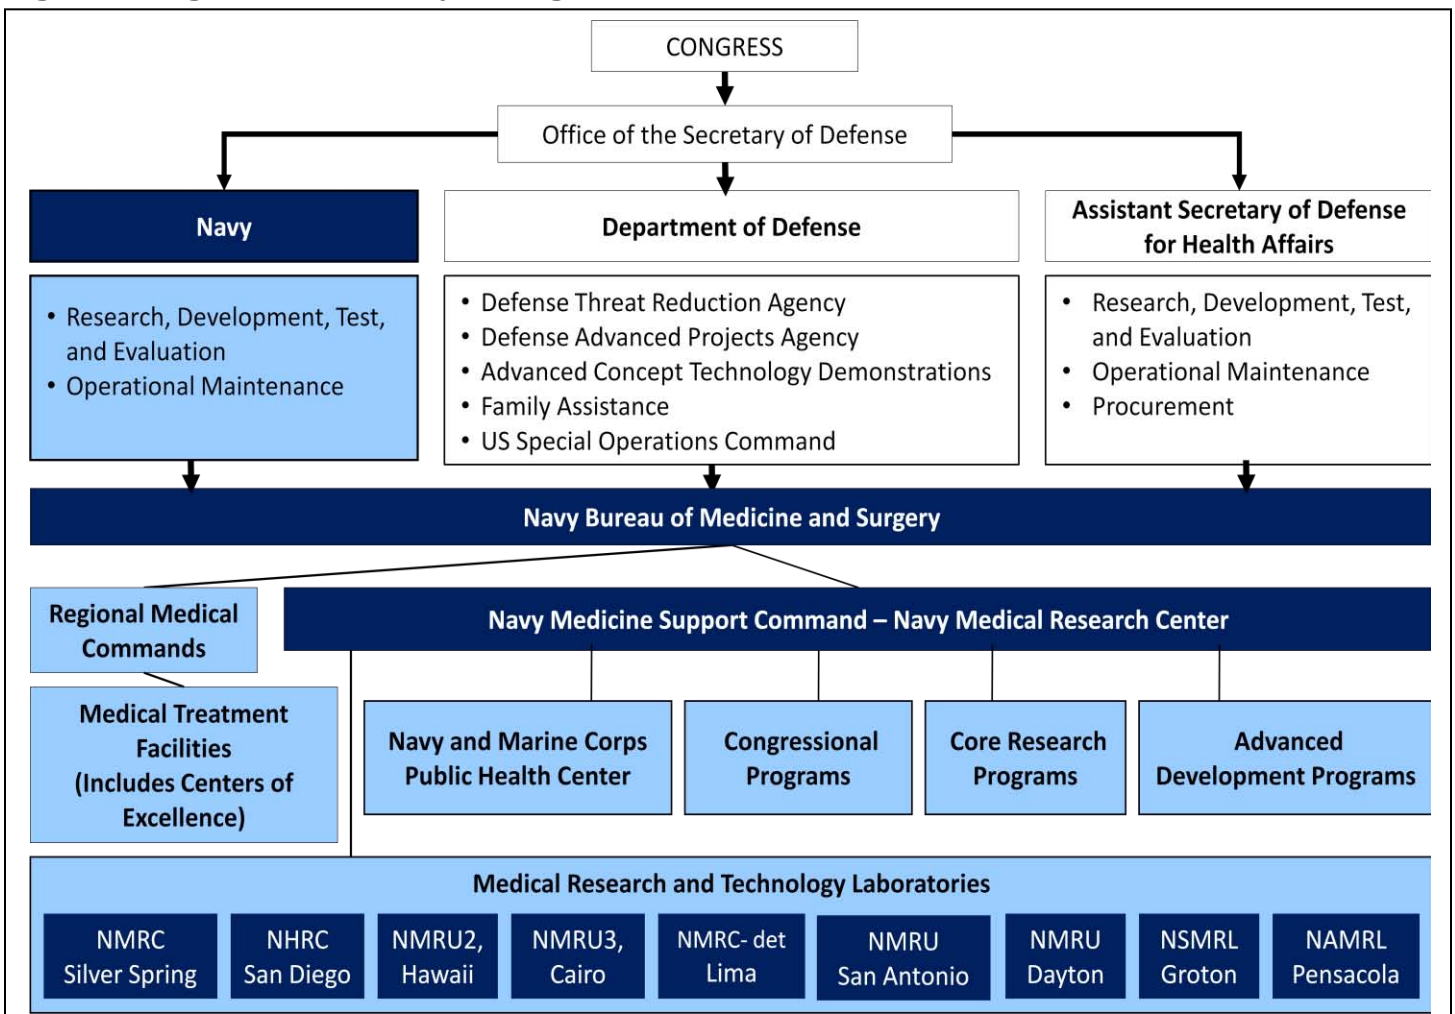 CONGRESS
Office of the Secretary of Defense
Navy
Department of Defense
Assistant Secretary of Defense
for Health Affairs
• Research, Development, Test,
and Evaluation
• Operational Maintenance
• Defense Threat Reduction Agency
• Defense Advanced Projects Agency
• Advanced Concept Technology Demonstrations
• Family Assistance
• US Special Operations Command
• Research, Development, Test,
and Evaluation
• Operational Maintenance
• Procurement
Navy Bureau of Medicine and Surgery
Regional Medical
Commands
Navy Medicine Support Command – Navy Medical Research Center
Medical Treatment
Facilities
(Includes Centers of
Excellence)
Navy and Marine Corps
Public Health Center
Congressional
Programs
Core Research
Programs
Advanced
Development Programs
Medical Research and Technology Laboratories
NMRC
Silver Spring
NHRC
San Diego
NMRU2,
Hawaii
NMRU3,
Cairo
NMRC- det
Lima
NMRU
San Antonio
NMRU
Dayton
NSMRL
Groton
NAMRL
Pensacola